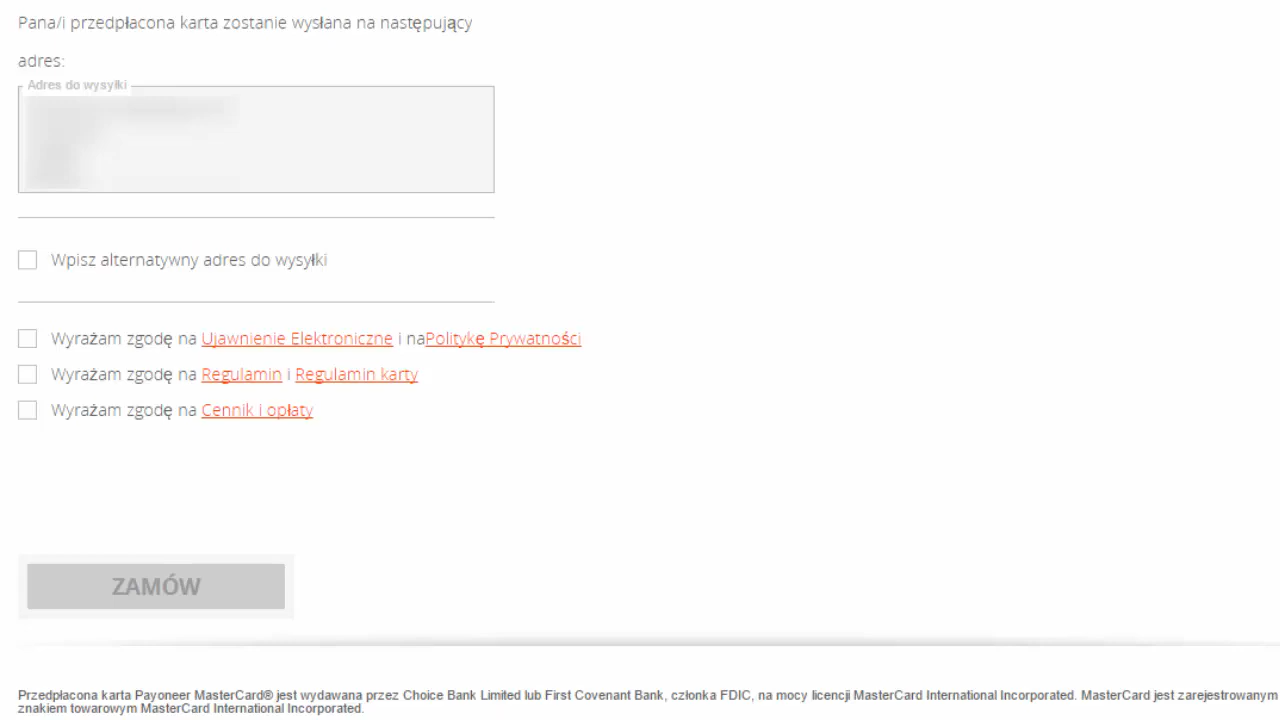 Pana/i przedpłacona karta zostanie wysłana na następujący
adres:
Adres do wysyłki
Wpisz alternatywny adres do wysyłki
Wyrażam zgodę na Ujawnienie Elektroniczne i naPolitykę Prywatności
Wyrażam zgodę na Regulamin i Regulamin karty
Wyrażam zgodę na Cennik i opłaty
ZAMÓW
Przedpłacona karta Payoneer MasterCard® jest wydawana przez Choice Bank Limited lub First Covenant Bank, członka FDIC, na mocy licencji MasterCard International Incorporated. MasterCard jest zarejestrowanym
znakiem towarowym MasterCard International Incorporated.